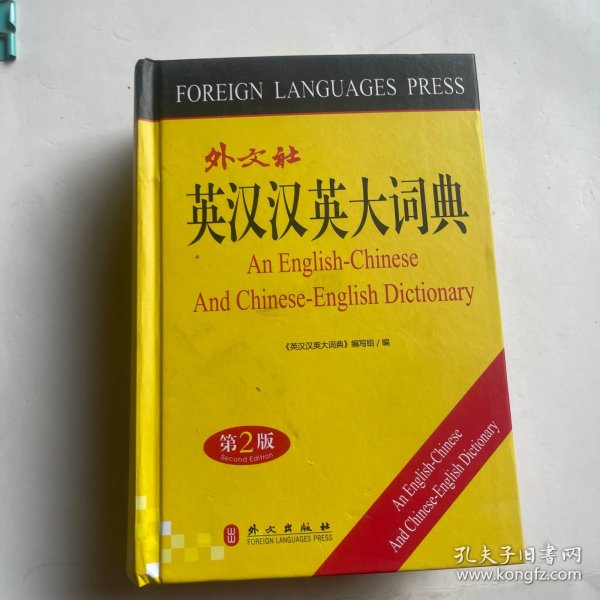 FOREIGN LANGUAGES PRESS
外文社
英汉汉英大词典
An English-Chinese
And Chinese-English Dictionary
《英汉汉英大词典》编写组/编
第2版
Second Edition
An English-Chinese
And Chinese-English Dictionary
外文出版社
FOREIGN LANGUAGES PRESS
孔夫子旧书网
www.kongfz.com